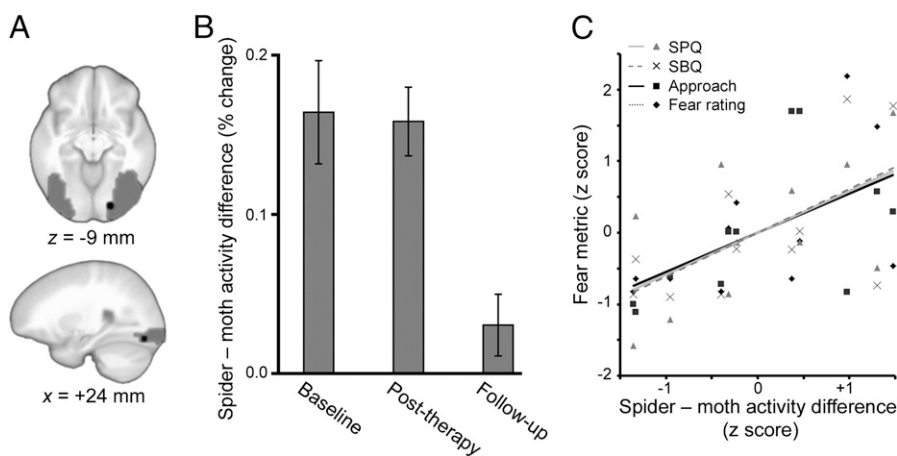 A
z = -9 mm
x = +24 mm
B
Spider – moth activity difference (% change)
0.2
0.1
0.0
Baseline
Post-therapy
Follow-up
C
SPQ
SBQ
Approach
Fear rating
Fear metric (z score)
2
1
0
-1
-2
-1
0
+1
Spider – moth activity difference
(z score)